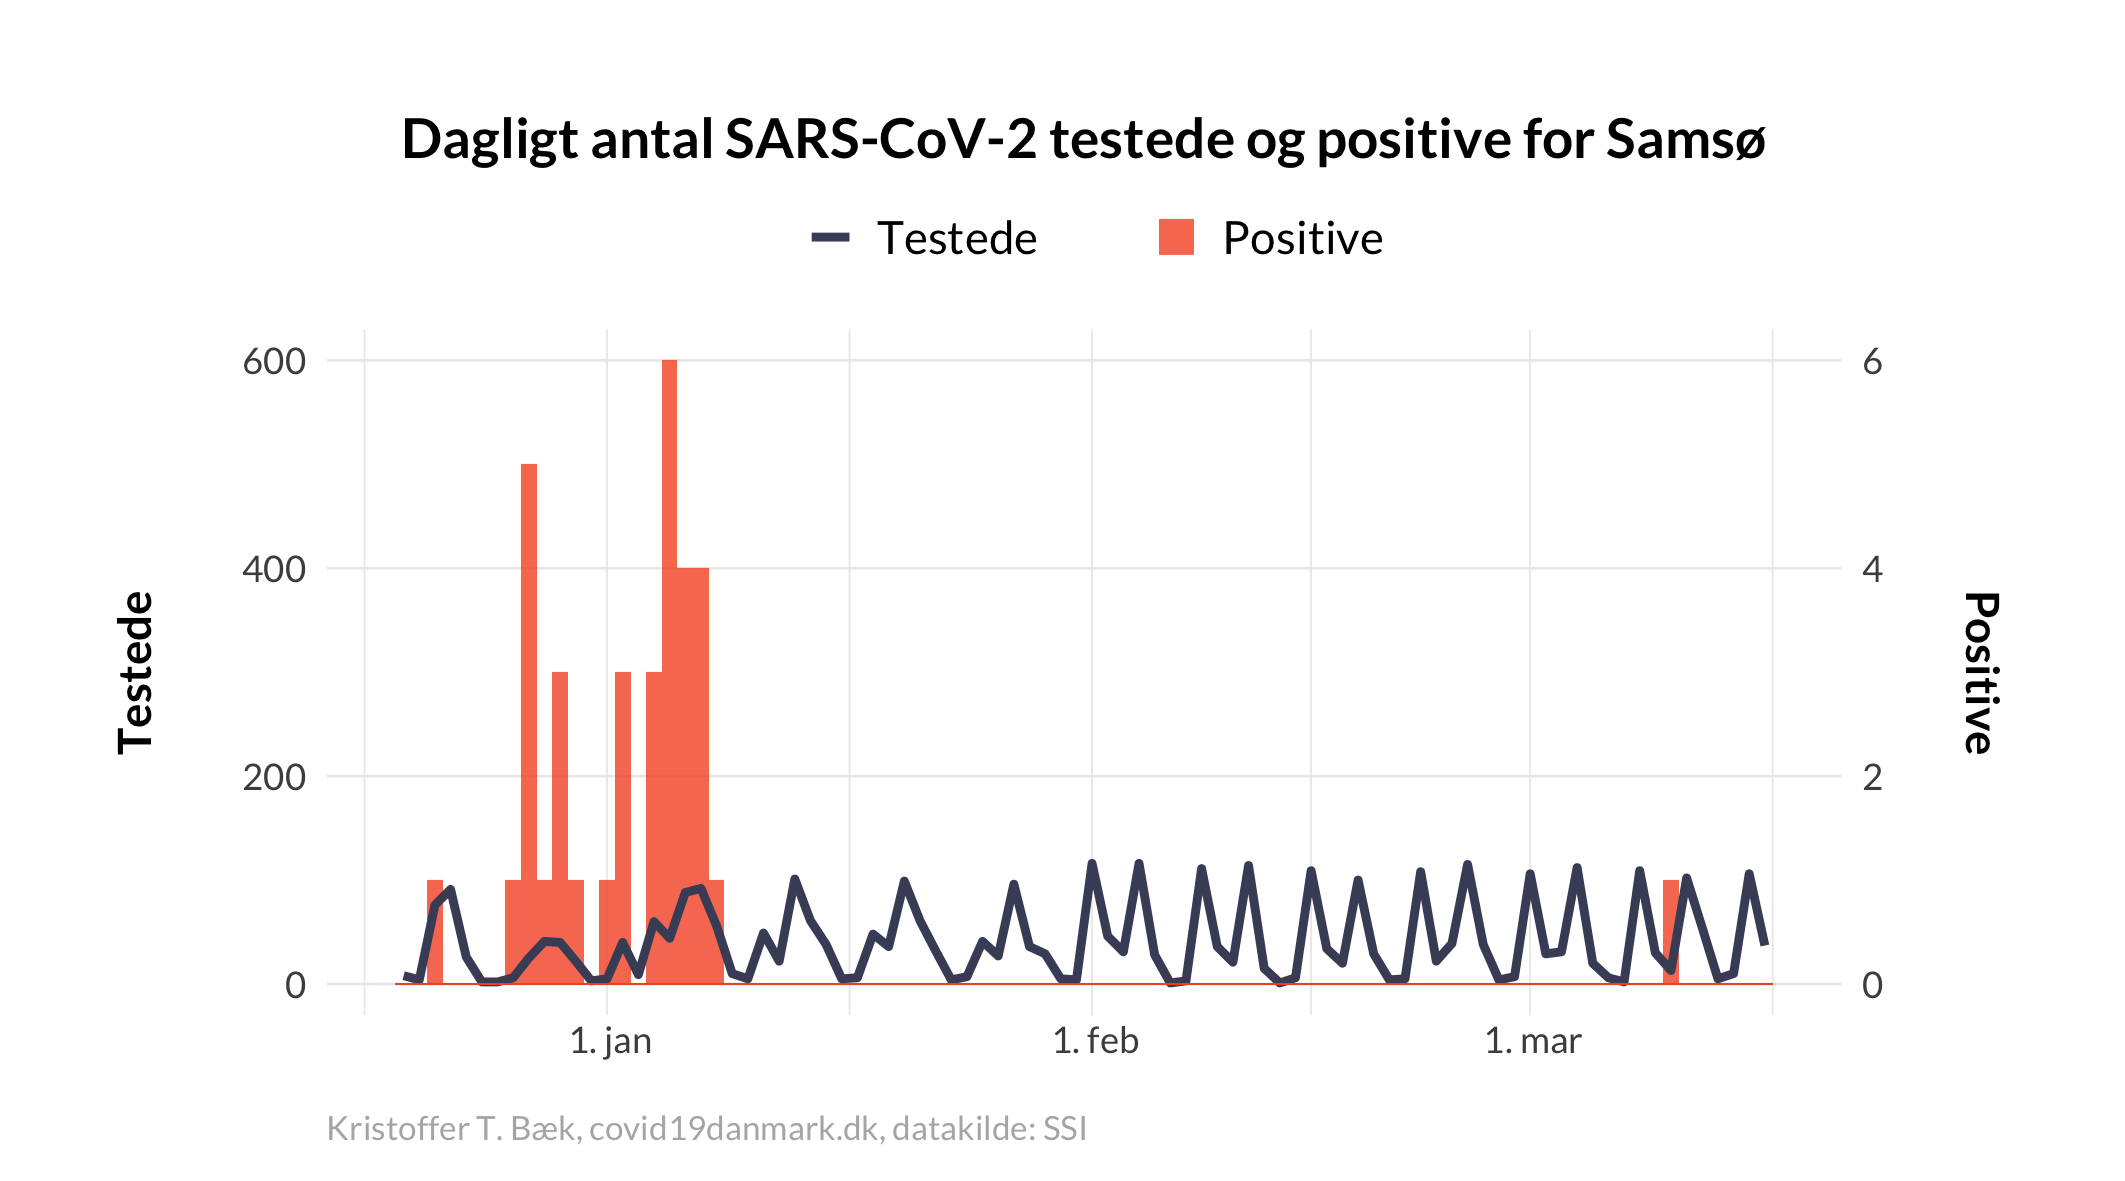 Dagligt antal SARS-CoV-2 testede og positive for Samsø
Testede Positive
600 6
400 4
200 2
0 0
Testede
Positive
1. jan 1. feb 1. mar
Kristoffer T. Bæk, covid19danmark.dk, datakilde: SSI